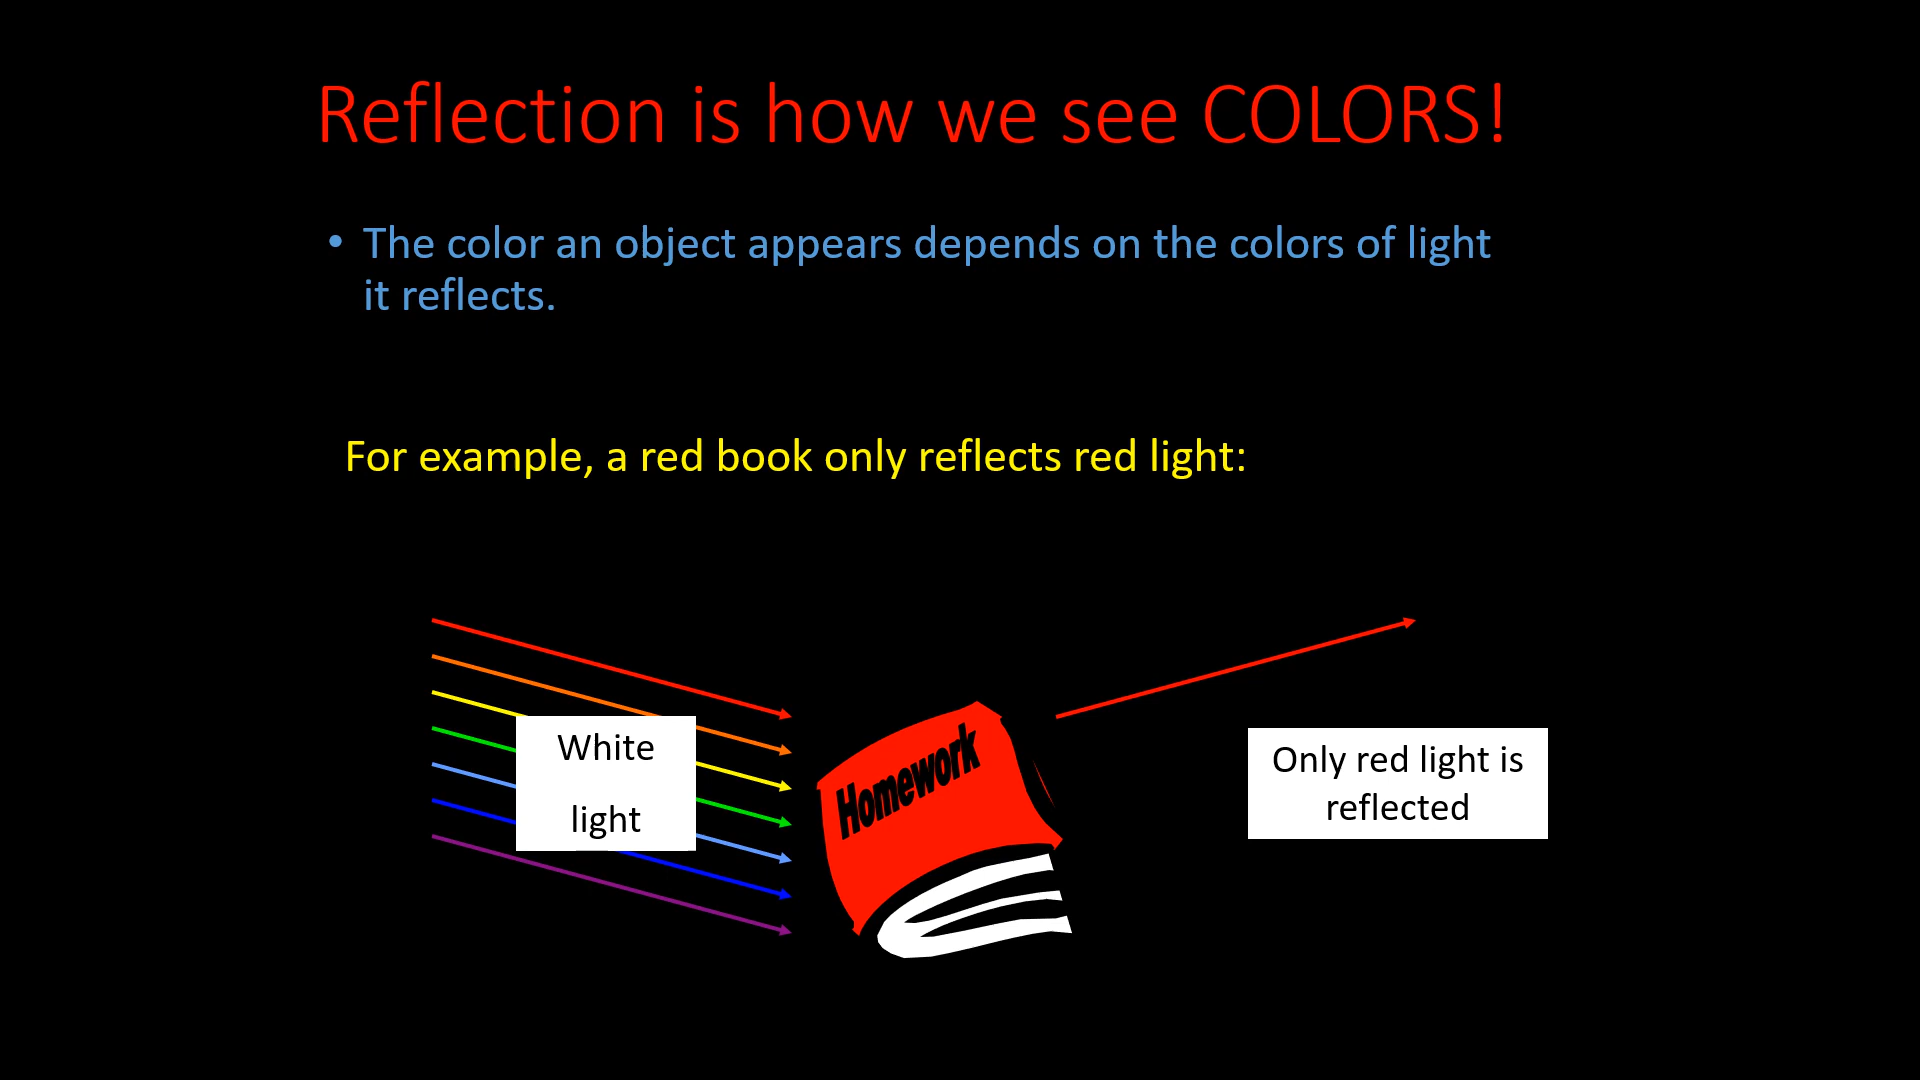 Reflection is how we see COLORS!
• The color an object appears depends on the colors of light
it reflects.
For example, a red book only reflects red light:
White
light
Homework
Only red light is
reflected